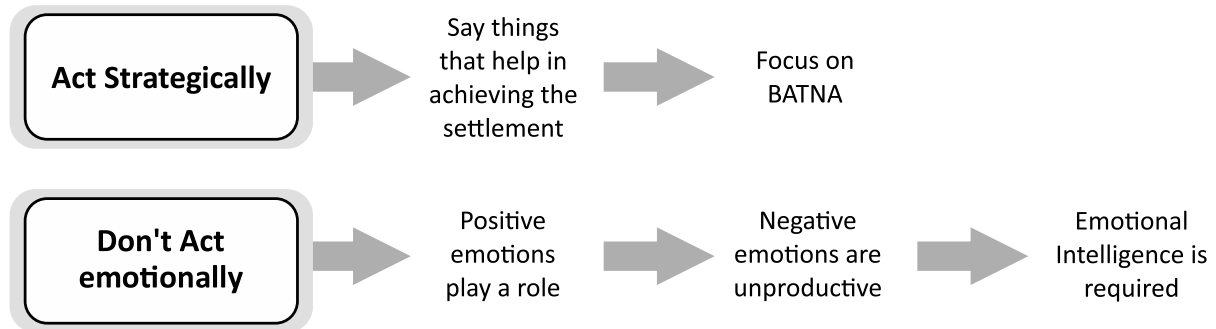 Act Strategically
Say things
that help in
achieving the
settlement
Focus on
BATNA
Don't Act
emotionally
Positive
emotions
play a role
Negative
emotions are
unproductive
Emotional
Intelligence is
required